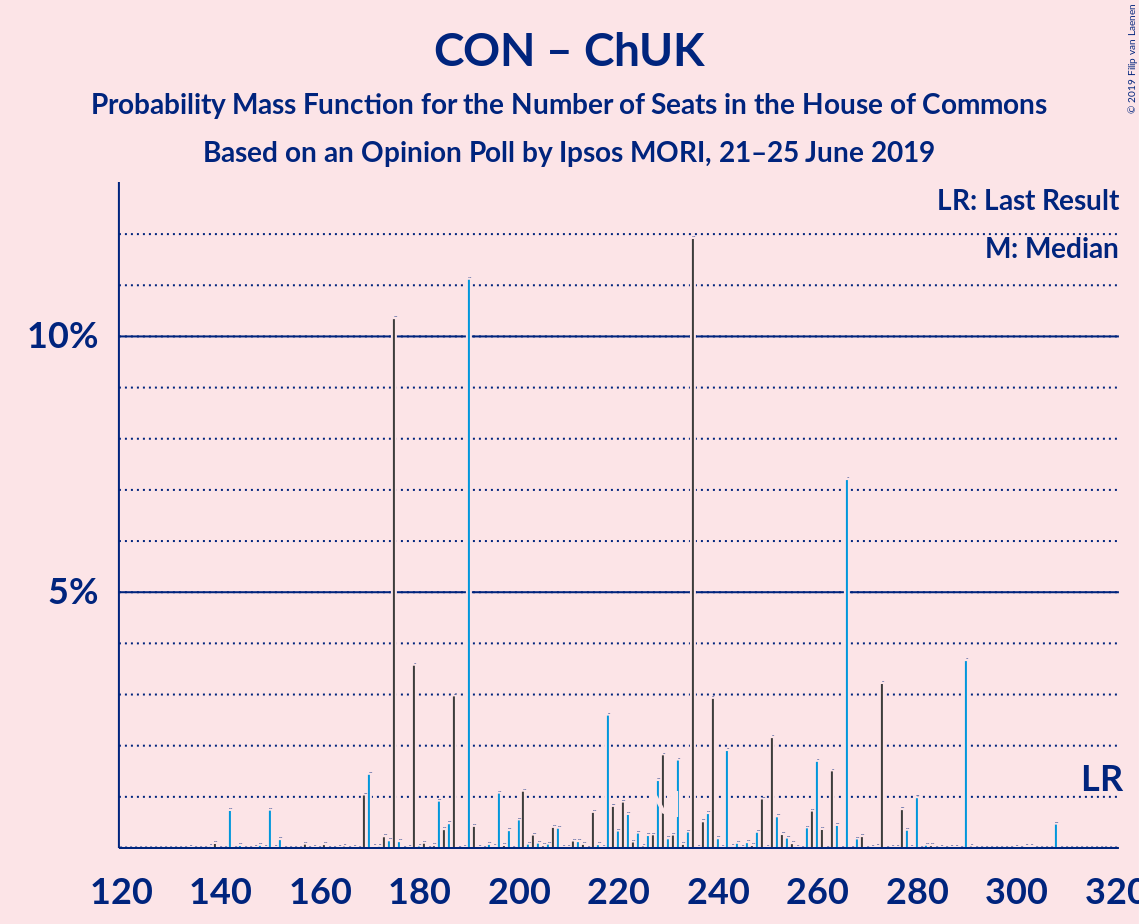 CON – ChUK
Probability Mass Function for the Number of Seats in the House of Commons
Based on an Opinion Poll by Ipsos MORI, 21–25 June 2019
© 2019 Filip van Laenen
LR: Last Result
M: Median
10%
5%
LR
120 140 160 180 200 220 240 260 280 300 320